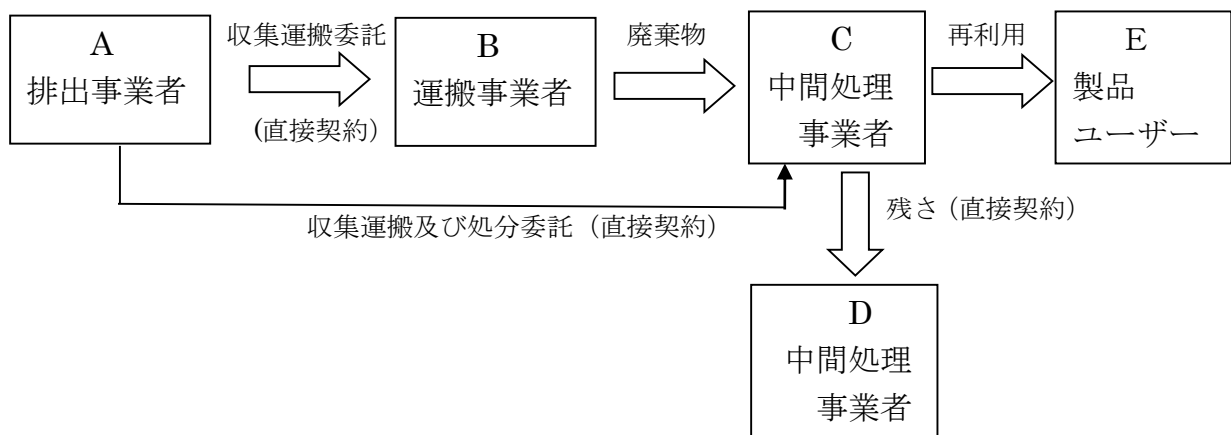 A
排出事業者
収集運搬委託
(直接契約)
B
運搬事業者
廃棄物
C
中間処理
事業者
再利用
E
製品
ユーザー
収集運搬及び処分委託（直接契約）
残さ（直接契約）
D
中間処理
事業者